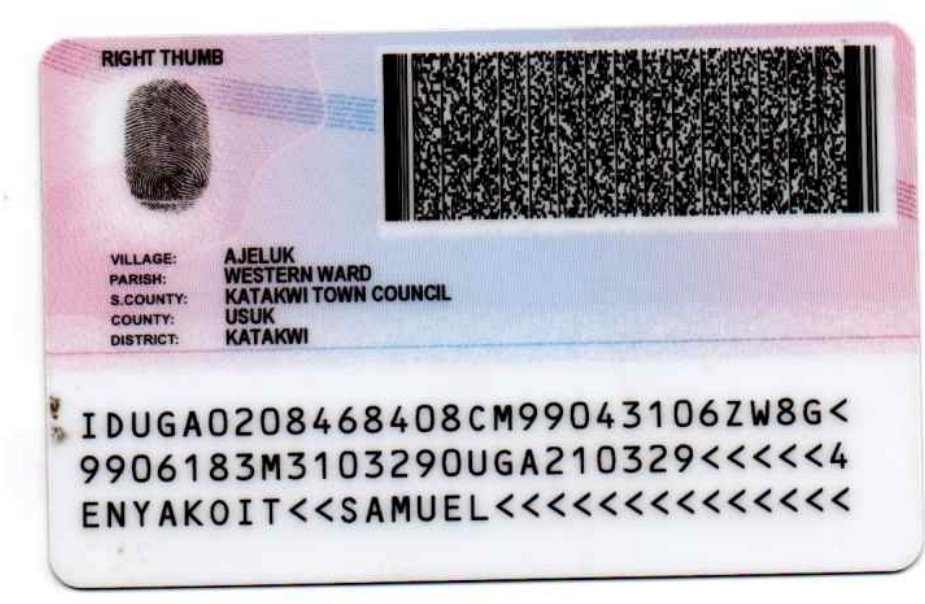 RIGHT THUMB
VILLAGE: AJELUK
PARISH: WESTERN WARD
S.COUNTY: KATAKWI TOWN COUNCIL
COUNTY: USUK
DISTRICT: KATAKWI
IDUGA0208468408CM99043106ZW8G<
9906183M3103290UGA210329<<<<<4
ENYAKOIT<<SAMUEL<<<<<<<<<<<<<<